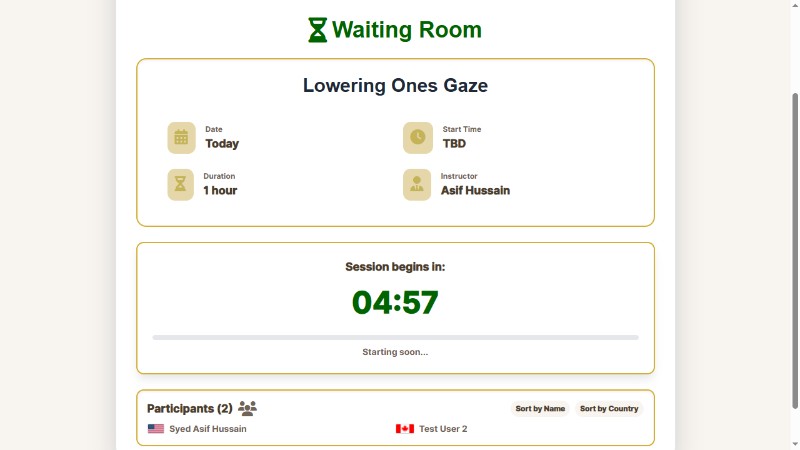 Waiting Room
Lowering Ones Gaze
Date
Today
Start Time
TBD
Duration
1 hour
Instructor
Asif Hussain
Session begins in:
04:57
Starting soon...
Participants (2)
Sort by Name
Sort by Country
Syed Asif Hussain
Test User 2